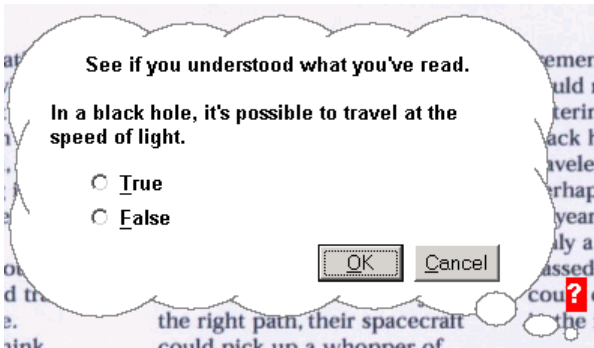 See if you understood what you've read.
In a black hole, it's possible to travel at the
speed of light.
True
False
OK
Cancel
?
the right path, their spacecraft
could pick up a whopper of